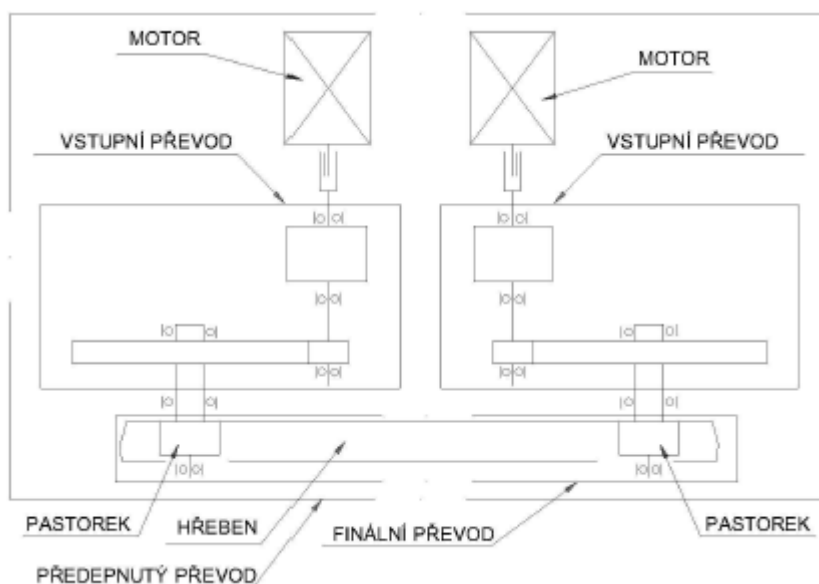 MOTOR
MOTOR
VSTUPNÍ PŘEVOD
VSTUPNÍ PŘEVOD
PASTOREK
HŘEBEN
FINÁLNÍ PŘEVOD
PASTOREK
PŘEDEPNUTÝ PŘEVOD